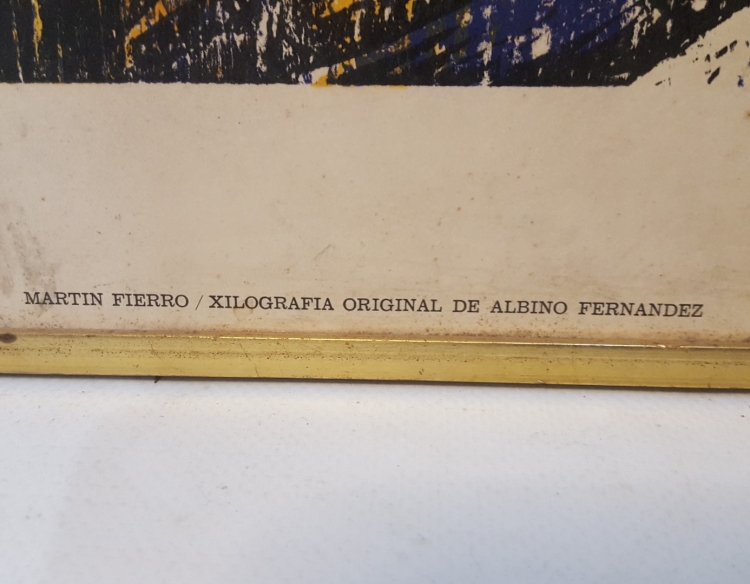 MARTIN FIERRO / XILOGRAFIA ORIGINAL DE ALBINO FERNANDEZ